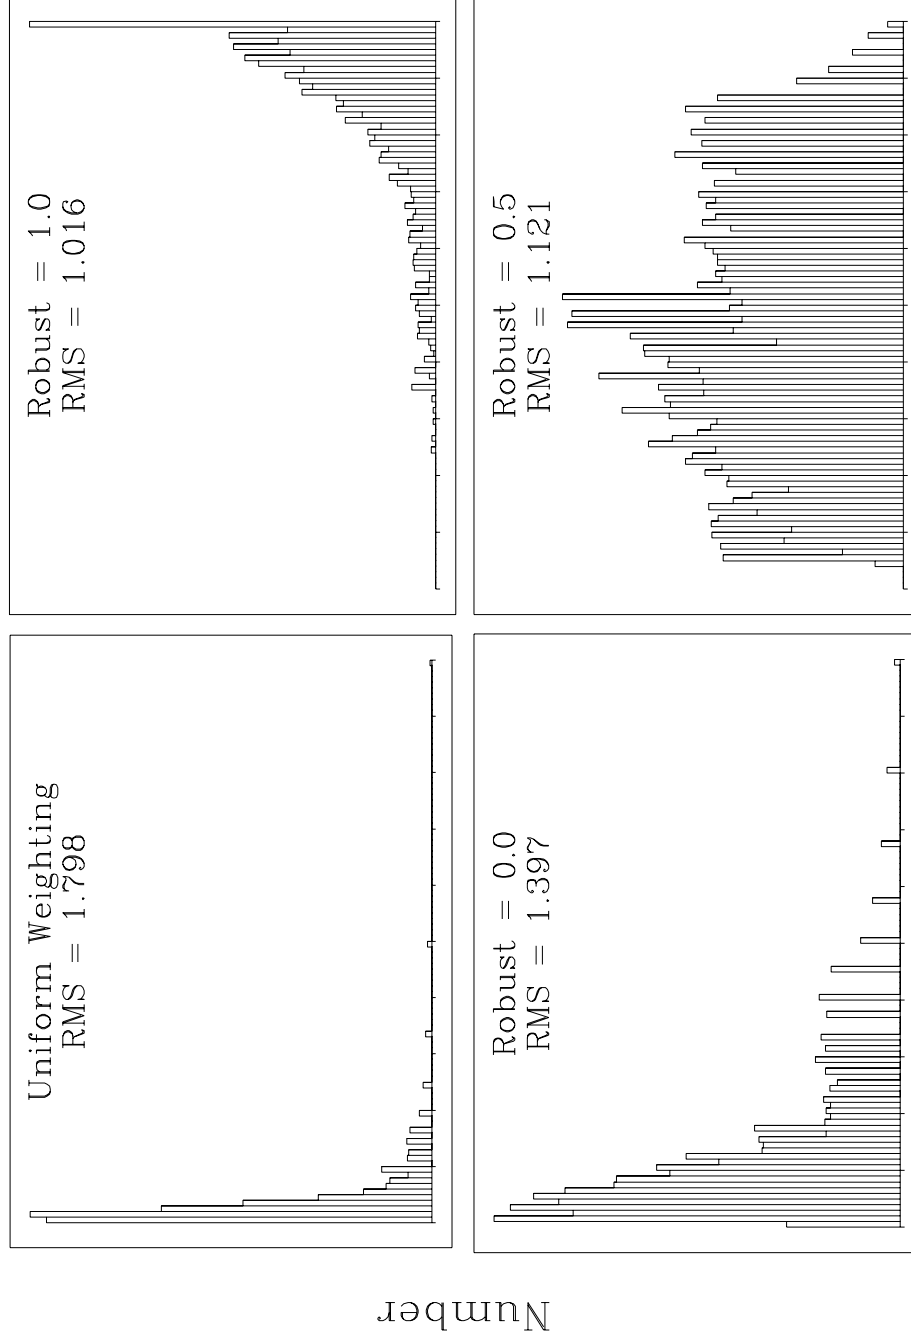 Uniform Weighting
RMS = 1.798
Robust = 1.0
RMS = 1.016
Robust = 0.0
RMS = 1.397
Robust = 0.5
RMS = 1.121
Number